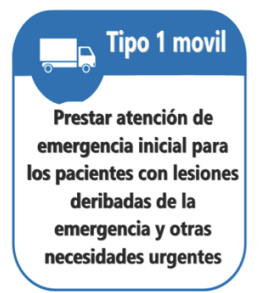 Tipo 1 movil
Prestar atención de
emergencia inicial para
los pacientes con lesiones
deribadas de la
emergencia y otras
necesidades urgentes